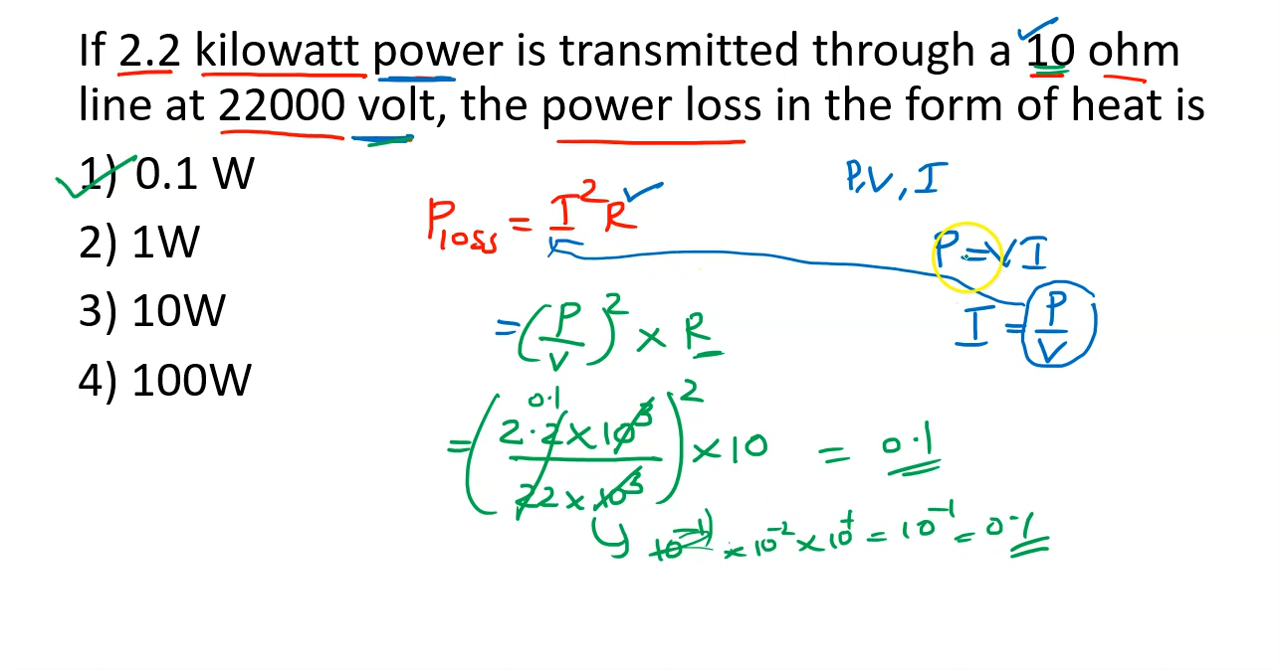 If 2.2 kilowatt power is transmitted through a 10 ohm
line at 22000 volt, the power loss in the form of heat is
1) 0.1 W
2) 1W
3) 10W
4) 100W
P,V, I
P loss = I² R
P = VI
I = P/V
= (P/V)² × R
0.1
= (2.2 × 10³ / 22 × 10³)² × 10 = 0.1
× 10⁻² × 10¹ = 10⁻¹ = 0.1